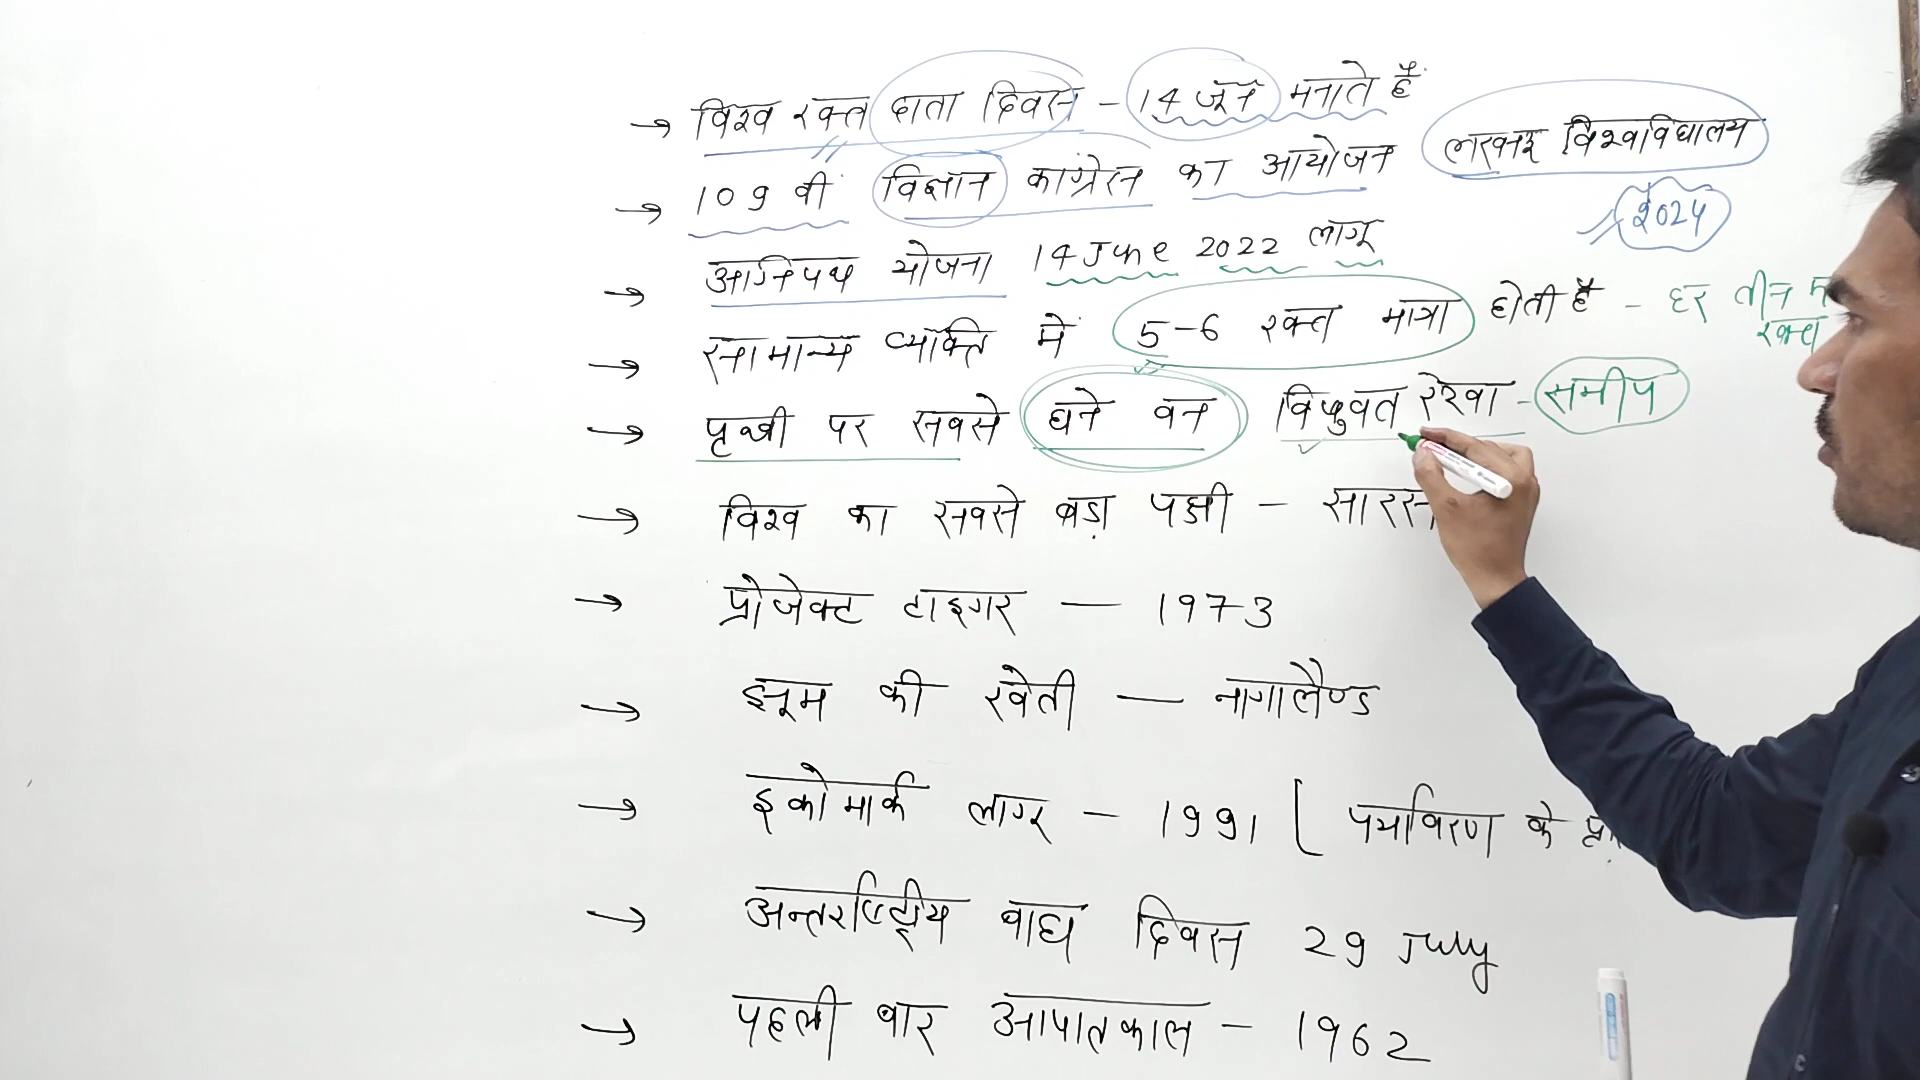 → विश्व रक्त दाता दिवस - 14 जून मनाते हैं
→ 109 वी विज्ञान कांग्रेस का आयोजन लखनऊ विश्वविद्यालय
2024
→ अग्निपथ योजना 14 June 2022 लागू
→ सामान्य व्यक्ति में 5-6 रक्त मात्रा होती है - हर तीन
रक्त
→ पृथ्वी पर सबसे घने वन विषुवत रेखा - समीप
→ विश्व का सबसे बड़ा पक्षी - सारस
→ प्रोजेक्ट टाइगर — 1973
→ झूम की खेती — नागालैण्ड
→ इकोमार्क लागू - 1991 [ पर्यावरण के
→ अन्तर्राष्ट्रीय बाघ दिवस 29 July
→ पहली बार आपातकाल - 1962